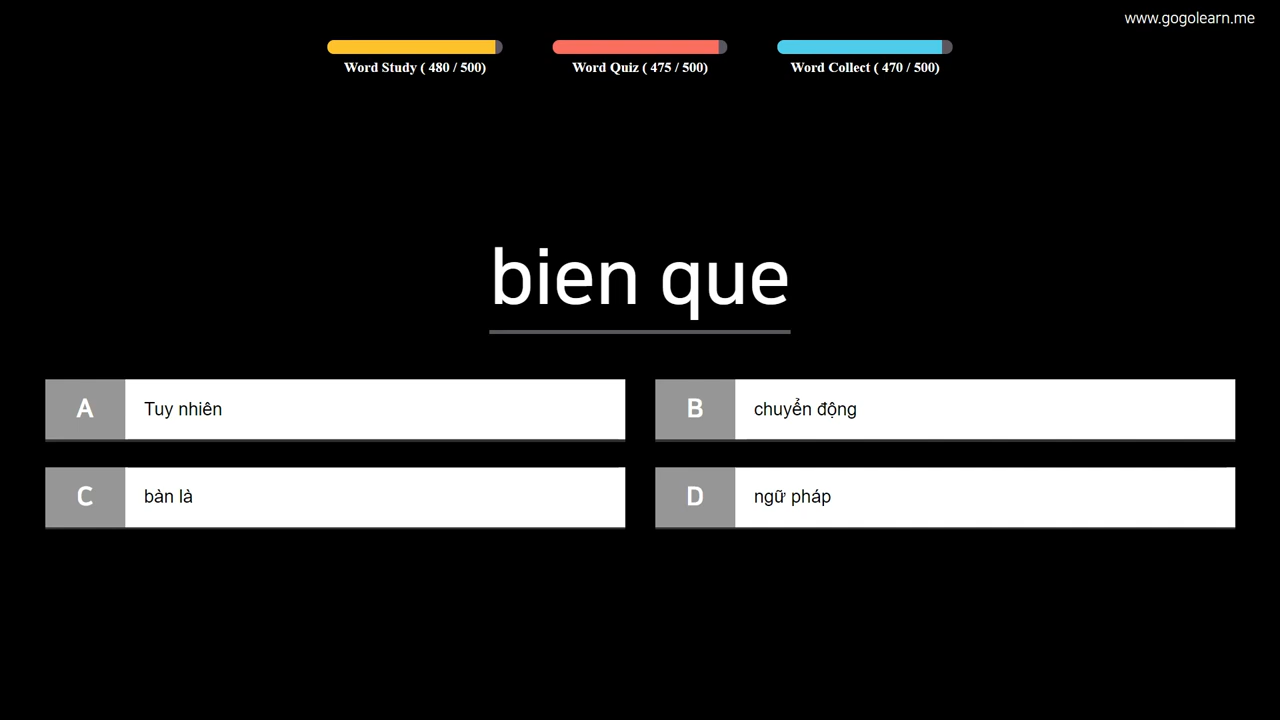 www.gogolearn.me
Word Study ( 480 / 500)
Word Quiz ( 475 / 500)
Word Collect ( 470 / 500)
bien que
A Tuy nhiên
B chuyển động
C bàn là
D ngữ pháp